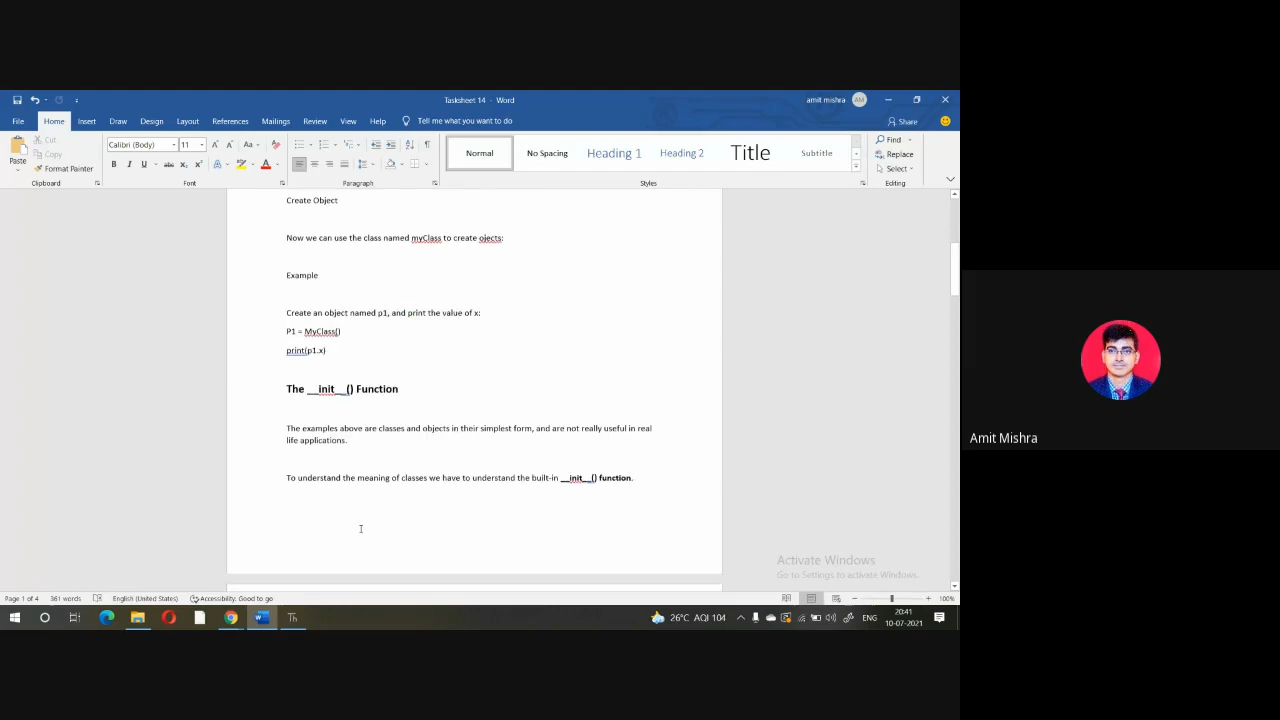 Tasksheet 14 - Word
amit mishra
AM
File
Home
Insert
Draw
Design
Layout
References
Mailings
Review
View
Help
Tell me what you want to do
Share
Paste
Cut
Copy
Format Painter
Clipboard
Calibri (Body)
11
Font
Paragraph
Normal
No Spacing
Heading 1
Heading 2
Title
Subtitle
Styles
Find
Replace
Select
Editing
Create Object
Now we can use the class named myClass to create ojects:
Example
Create an object named p1, and print the value of x:
P1 = MyClass()
print(p1.x)
The __init__() Function
The examples above are classes and objects in their simplest form, and are not really useful in real
life applications.
To understand the meaning of classes we have to understand the built-in __init__() function.
Activate Windows
Go to Settings to activate Windows.
Page 1 of 4
361 words
English (United States)
Accessibility: Good to go
100%
26°C AQI 104
ENG
20:41
10-07-2021
Amit Mishra